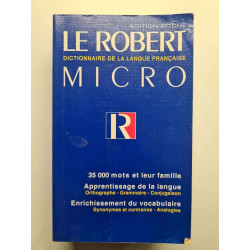 ÉDITION POCHE
LE ROBERT
DICTIONNAIRE DE LA LANGUE FRANÇAISE
MICRO
R
35 000 mots et leur famille
Apprentissage de la langue
Orthographe - Grammaire - Conjugaison
Enrichissement du vocabulaire
Synonymes et contraires - Analogies